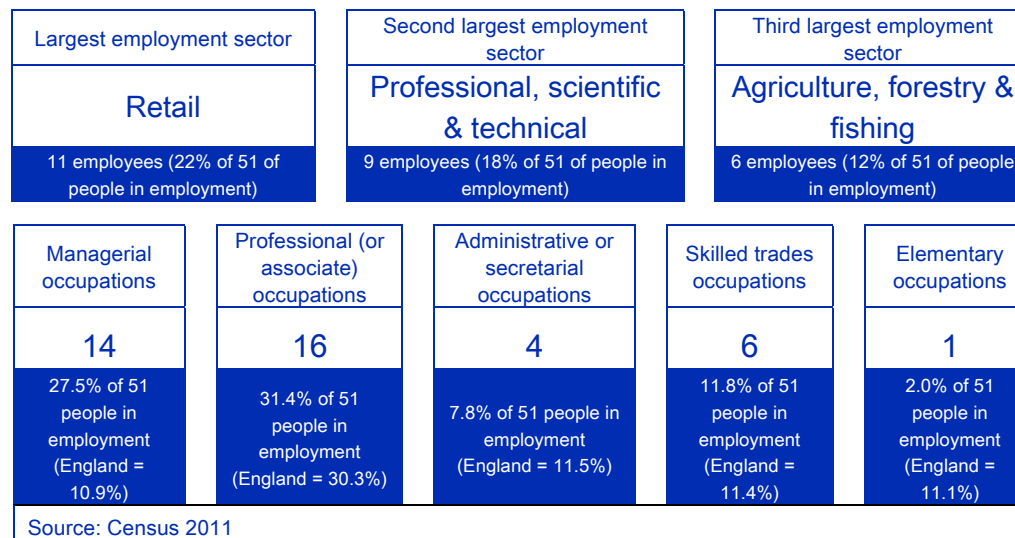 Largest employment sector
Second largest employment
sector
Third largest employment
sector
Retail
Professional, scientific
& technical
Agriculture, forestry &
fishing
11 employees (22% of 51 of
people in employment)
9 employees (18% of 51 of people in
employment)
6 employees (12% of 51 of people
in employment)
Managerial
occupations
Professional (or
associate)
occupations
Administrative or
secretarial
occupations
Skilled trades
occupations
Elementary
occupations
14
16
4
6
1
27.5% of 51
people in
employment
(England =
10.9%)
31.4% of 51
people in
employment
(England = 30.3%)
7.8% of 51 people in
employment
(England = 11.5%)
11.8% of 51
people in
employment
(England =
11.4%)
2.0% of 51
people in
employment
(England =
11.1%)
Source: Census 2011